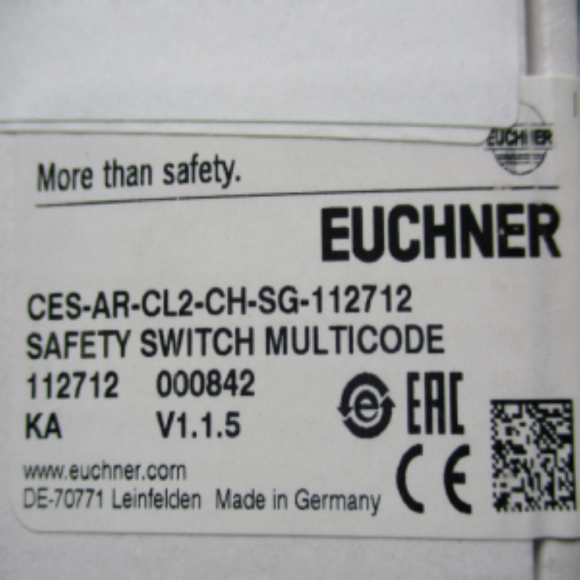 EUCHNER
More than safety.
EUCHNER
CES-AR-CL2-CH-SG-112712
SAFETY SWITCH MULTICODE
112712 000842
KA V1.1.5
EAC
CE
www.euchner.com
DE-70771 Leinfelden Made in Germany